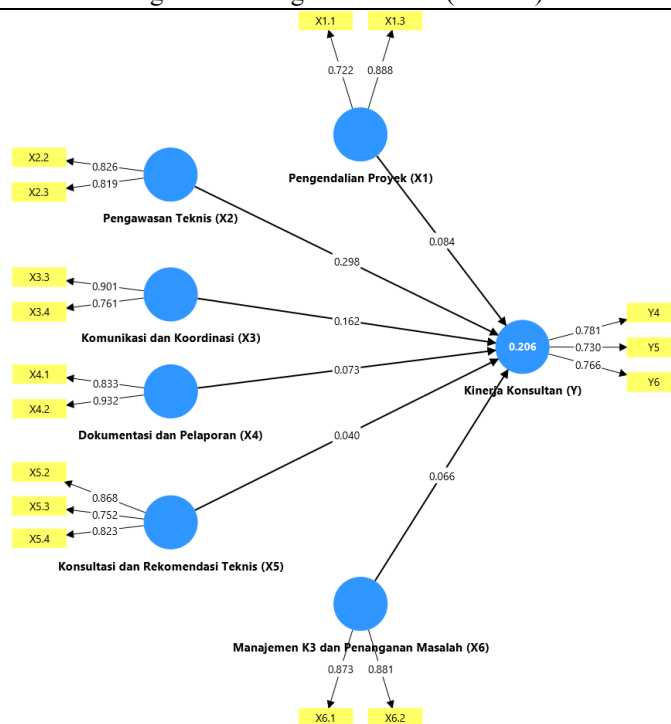 X1.1
X1.3
0.722
0.888
Pengendalian Proyek (X1)
X2.2
X2.3
0.826
0.819
Pengawasan Teknis (X2)
0.084
0.298
X3.3
X3.4
0.901
0.761
Komunikasi dan Koordinasi (X3)
0.162
X4.1
X4.2
0.833
0.932
Dokumentasi dan Pelaporan (X4)
0.073
0.206
Kinerja Konsultan (Y)
0.781
0.730
0.766
Y4
Y5
Y6
X5.2
X5.3
X5.4
0.868
0.752
0.823
Konsultasi dan Rekomendasi Teknis (X5)
0.040
0.066
Manajemen K3 dan Penanganan Masalah (X6)
0.873
0.881
X6.1
X6.2